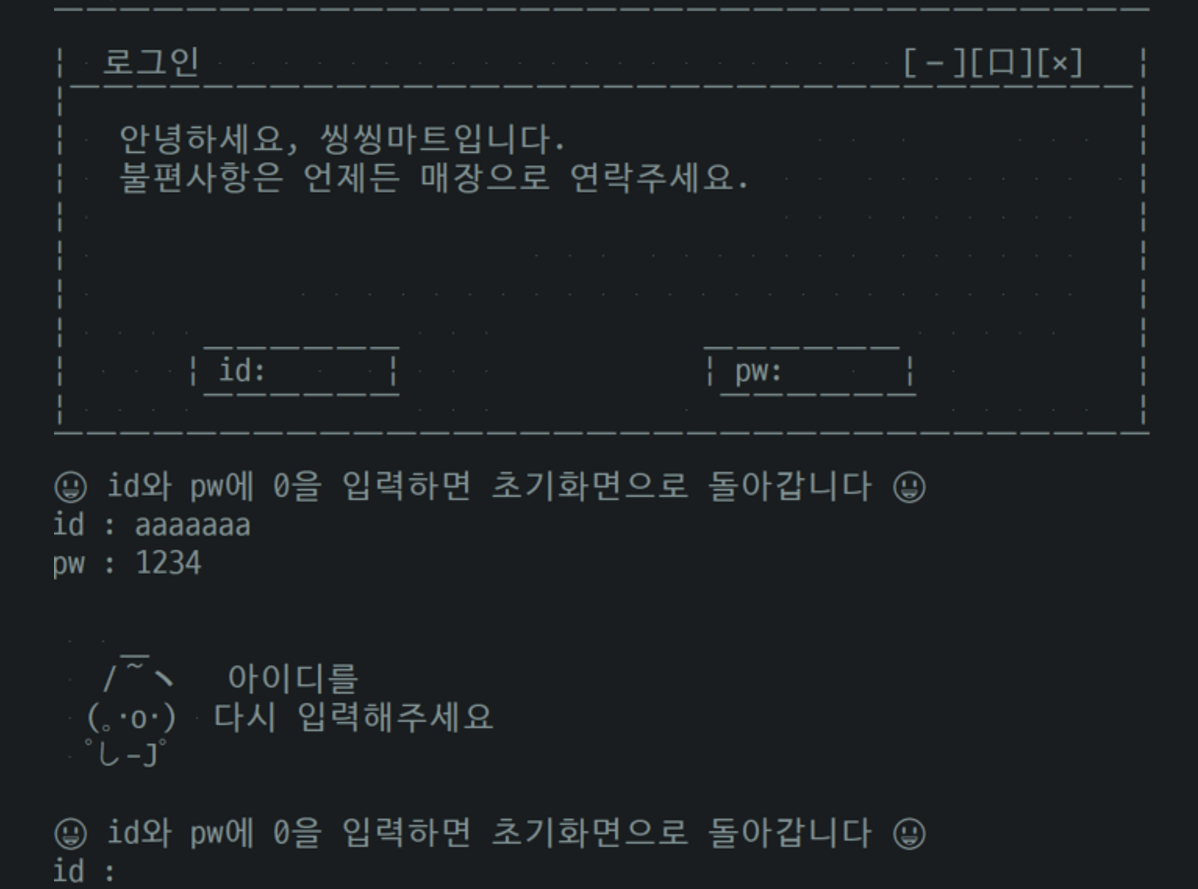 로그인 [-][口][×]
안녕하세요, 씽씽마트입니다.
불편사항은 언제든 매장으로 연락주세요.
id: pw:
😃 id와 pw에 0을 입력하면 초기화면으로 돌아갑니다 😃
id : aaaaaaa
pw : 1234
/~ヽ 아이디를
(｡･o･) 다시 입력해주세요
ﾟし-Jﾟ
😃 id와 pw에 0을 입력하면 초기화면으로 돌아갑니다 😃
id :